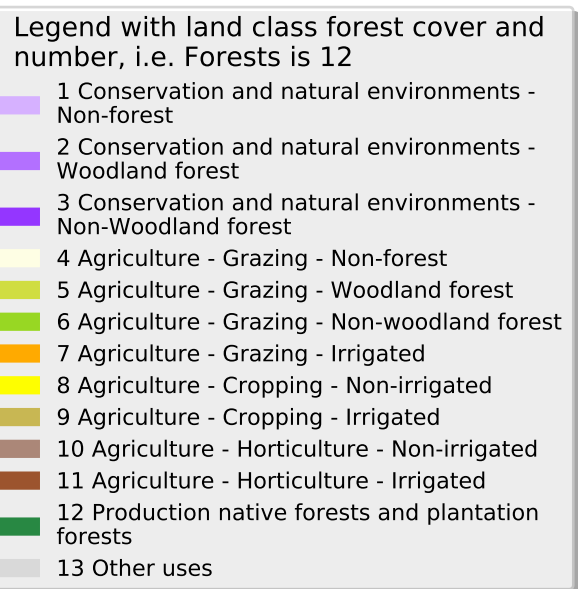 Legend with land class forest cover and
number, i.e. Forests is 12
1 Conservation and natural environments -
Non-forest
2 Conservation and natural environments -
Woodland forest
3 Conservation and natural environments -
Non-Woodland forest
4 Agriculture - Grazing - Non-forest
5 Agriculture - Grazing - Woodland forest
6 Agriculture - Grazing - Non-woodland forest
7 Agriculture - Grazing - Irrigated
8 Agriculture - Cropping - Non-irrigated
9 Agriculture - Cropping - Irrigated
10 Agriculture - Horticulture - Non-irrigated
11 Agriculture - Horticulture - Irrigated
12 Production native forests and plantation
forests
13 Other uses